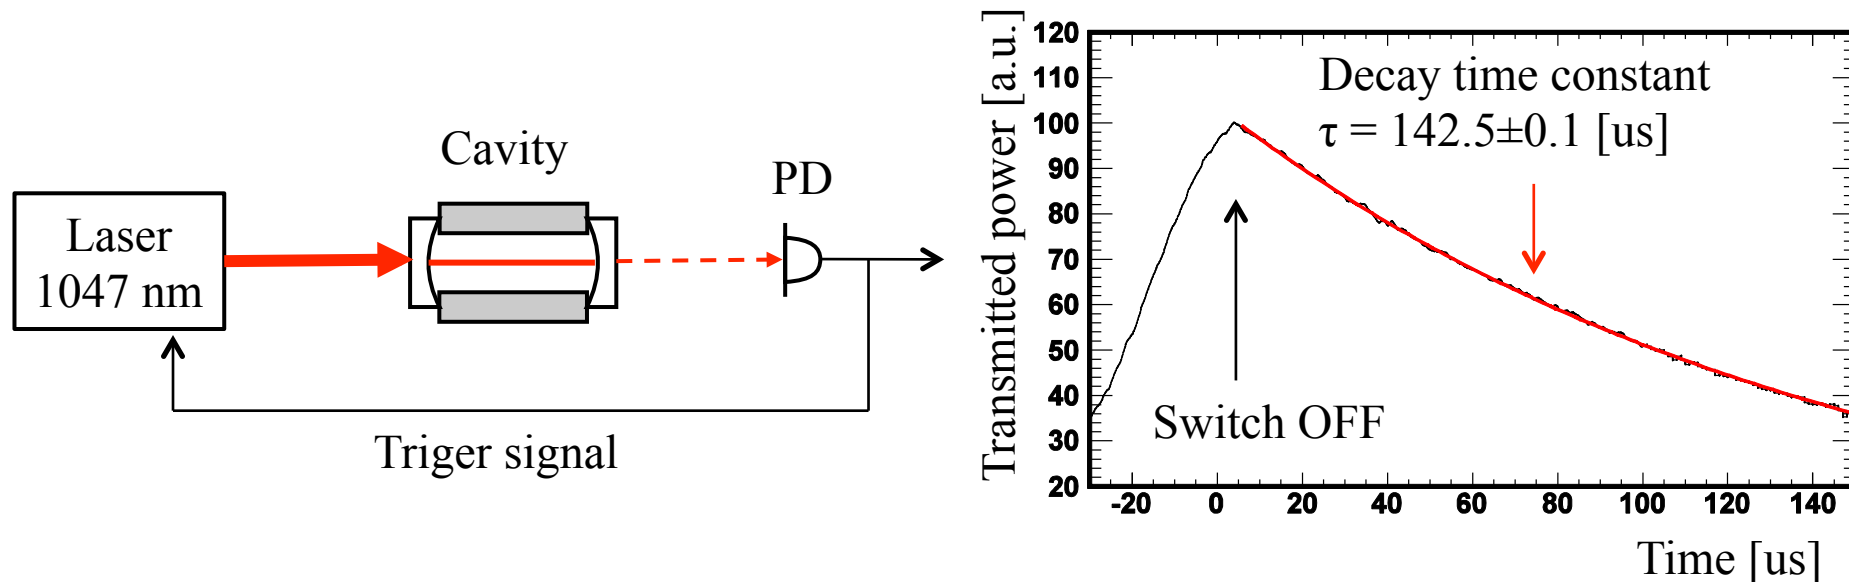 Cavity
PD
Laser
1047 nm
Triger signal
Transmitted power [a.u.]
120
110
100
90
80
70
60
50
40
30
20
-20
0
20
40
60
80
100
120
140
Decay time constant
τ = 142.5±0.1 [us]
Switch OFF
Time [us]